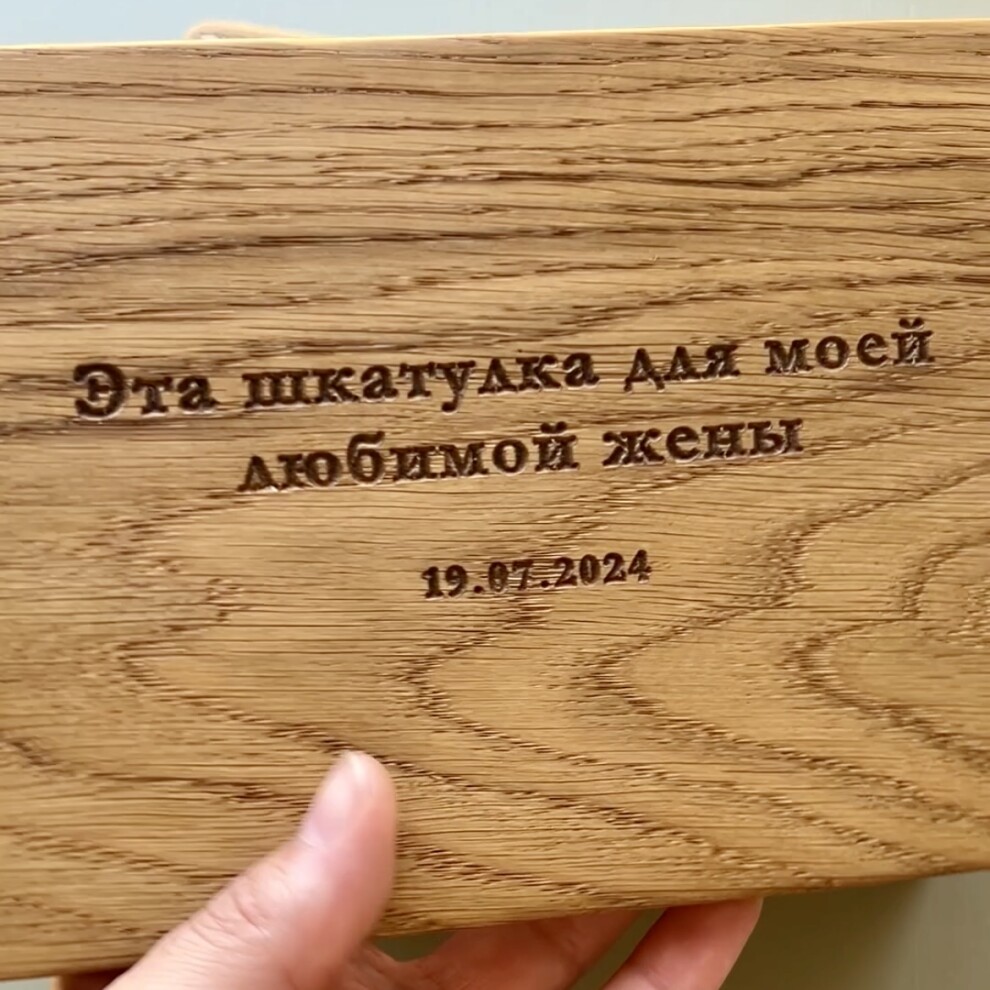 Эта шкатулка для моей
любимой жены
19.07.2024